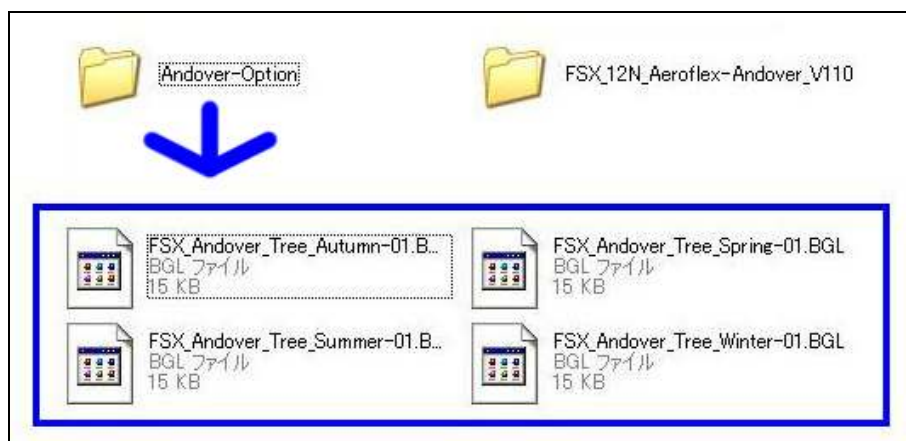 Andover-Option
FSX_12N_Aeroflex-Andover_V110
FSX_Andover_Tree_Autumn-01.B...
BGL ファイル
15 KB
FSX_Andover_Tree_Spring-01.BGL
BGL ファイル
15 KB
FSX_Andover_Tree_Summer-01.B...
BGL ファイル
15 KB
FSX_Andover_Tree_Winter-01.BGL
BGL ファイル
15 KB